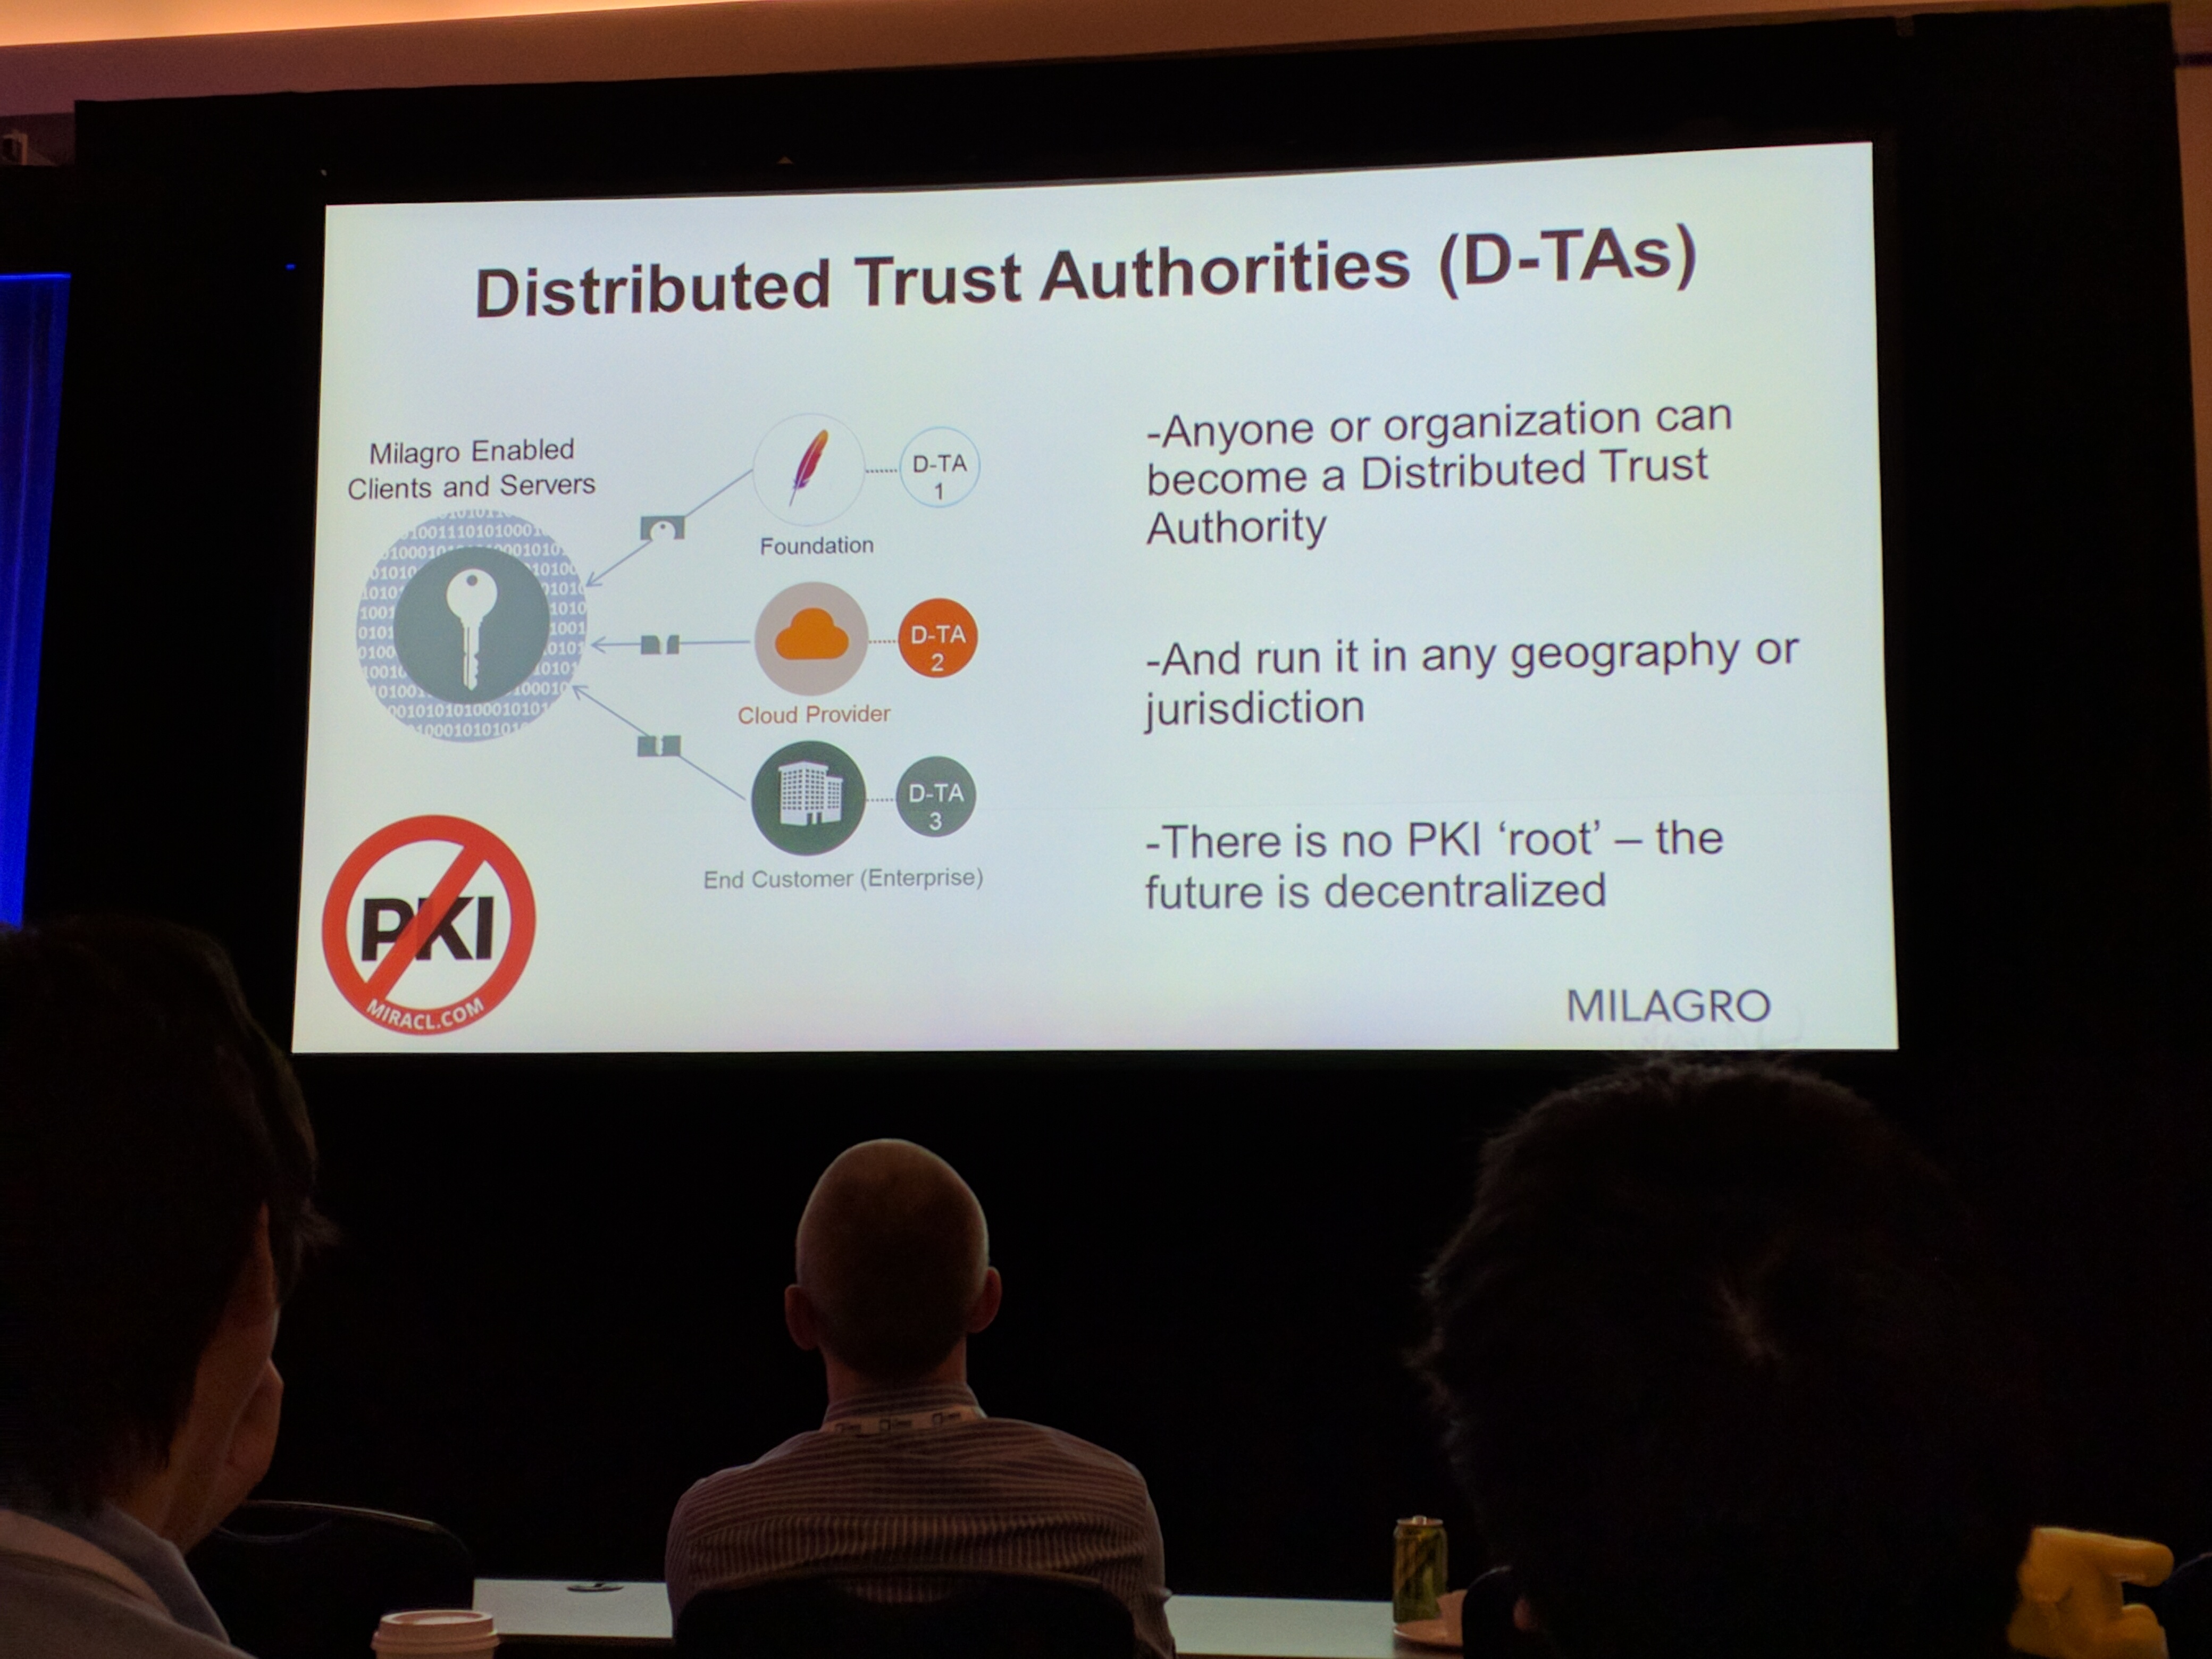 Distributed Trust Authorities (D-TAs)
Milagro Enabled
Clients and Servers
D-TA
1
Foundation
D-TA
2
Cloud Provider
D-TA
3
End Customer (Enterprise)
PKI
MIRACL.COM
-Anyone or organization can
become a Distributed Trust
Authority
-And run it in any geography or
jurisdiction
-There is no PKI ‘root’ – the
future is decentralized
MILAGRO